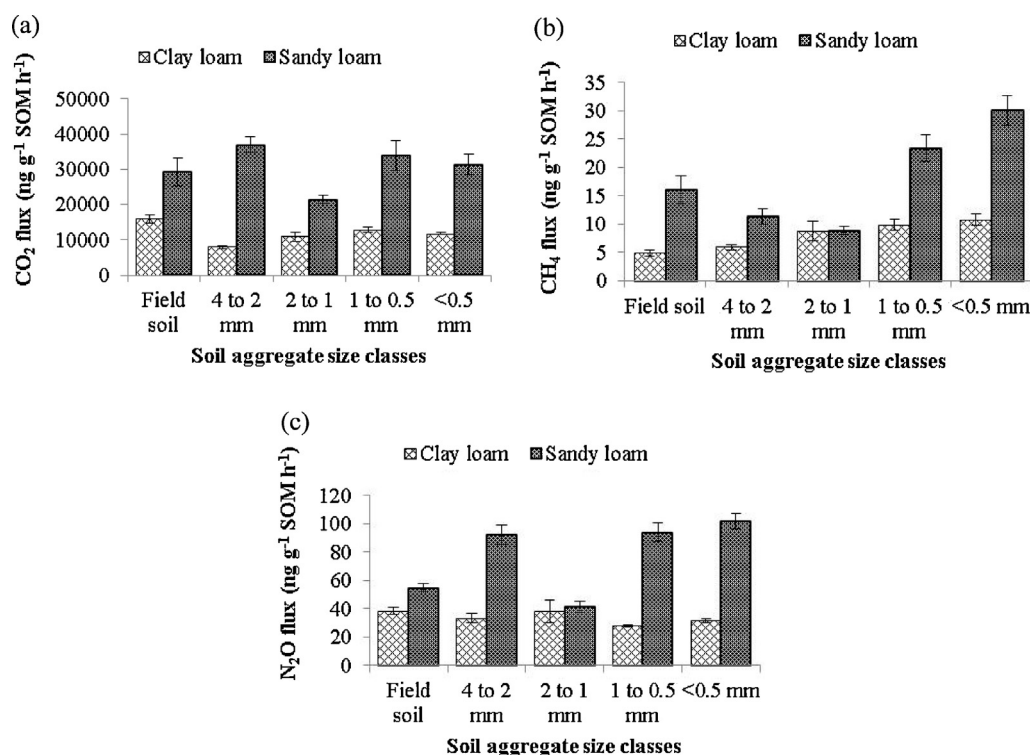 (a)
Clay loam Sandy loam
CO₂ flux (ng g⁻¹ SOM h⁻¹)
50000
40000
30000
20000
10000
0
Field soil
4 to 2 mm
2 to 1 mm
1 to 0.5 mm
<0.5 mm
Soil aggregate size classes
(b)
Clay loam Sandy loam
CH₄ flux (ng g⁻¹ SOM h⁻¹)
35
30
25
20
15
10
5
0
Field soil
4 to 2 mm
2 to 1 mm
1 to 0.5 mm
<0.5 mm
Soil aggregate size classes
(c)
Clay loam Sandy loam
N₂O flux (ng g⁻¹ SOM h⁻¹)
120
100
80
60
40
20
0
Field soil
4 to 2 mm
2 to 1 mm
1 to 0.5 mm
<0.5 mm
Soil aggregate size classes